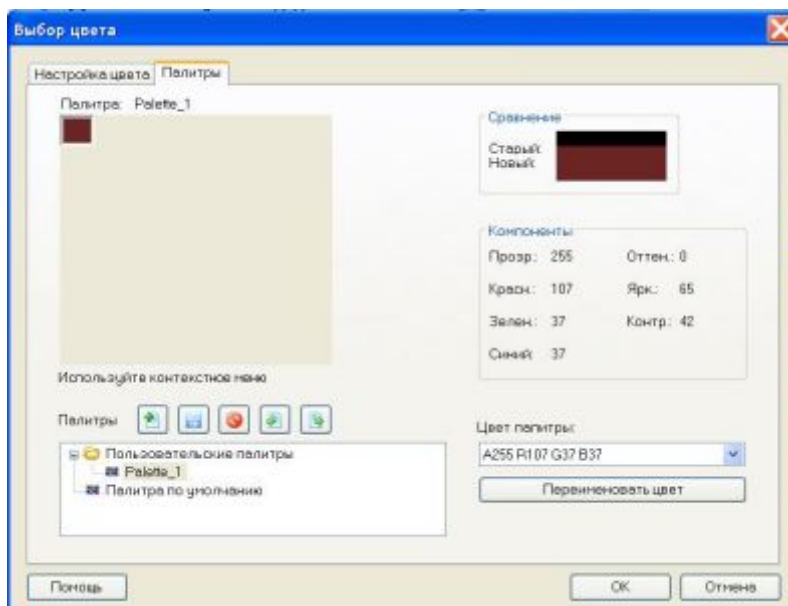 Выбор цвета
Настройка цвета Палитры
Палитра: Palette_1
Сравнение
Старый:
Новый:
Компоненты
Прозр.: 255 Оттен.: 0
Красн.: 107 Ярк.: 65
Зелен.: 37 Контр.: 42
Синий: 37
Используйте контекстное меню
Палитры
Цвет палитры:
Пользовательские палитры
A255 R107 G37 B37
Palette_1
Палитра по умолчанию
Переименовать цвет
Помощь OK Отмена